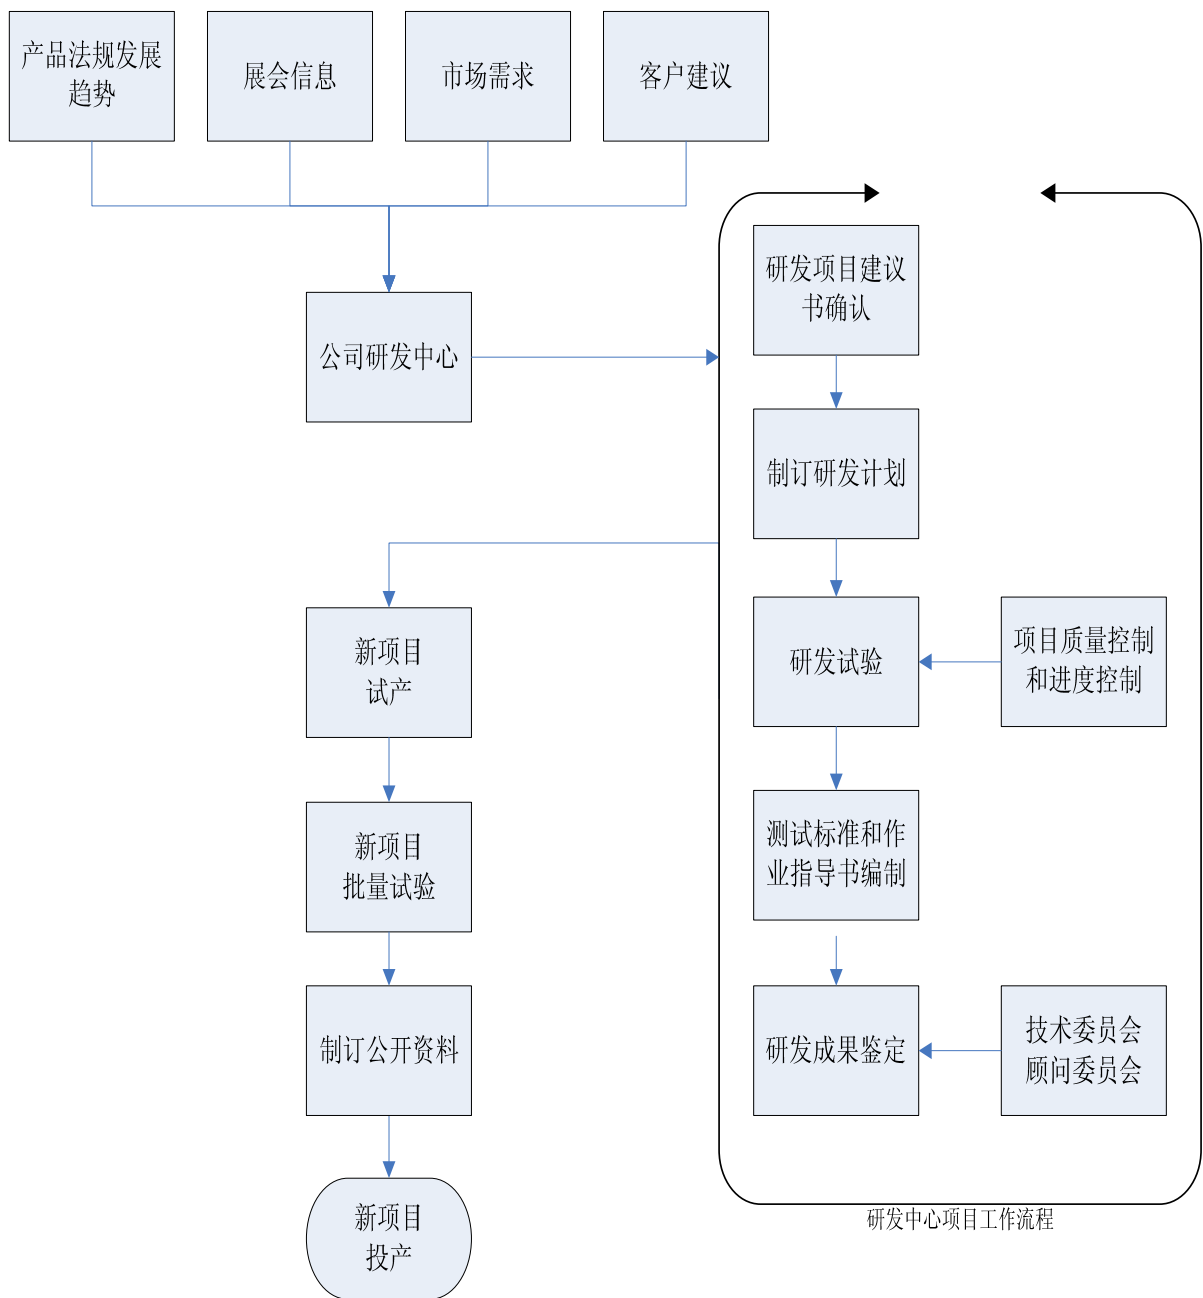 产品法规发展
趋势
展会信息
市场需求
客户建议
公司研发中心
研发项目建议
书确认
制订研发计划
研发试验
项目质量控制
和进度控制
测试标准和作
业指导书编制
研发成果鉴定
技术委员会
顾问委员会
研发中心项目工作流程
新项目
试产
新项目
批量试验
制订公开资料
新项目
投产